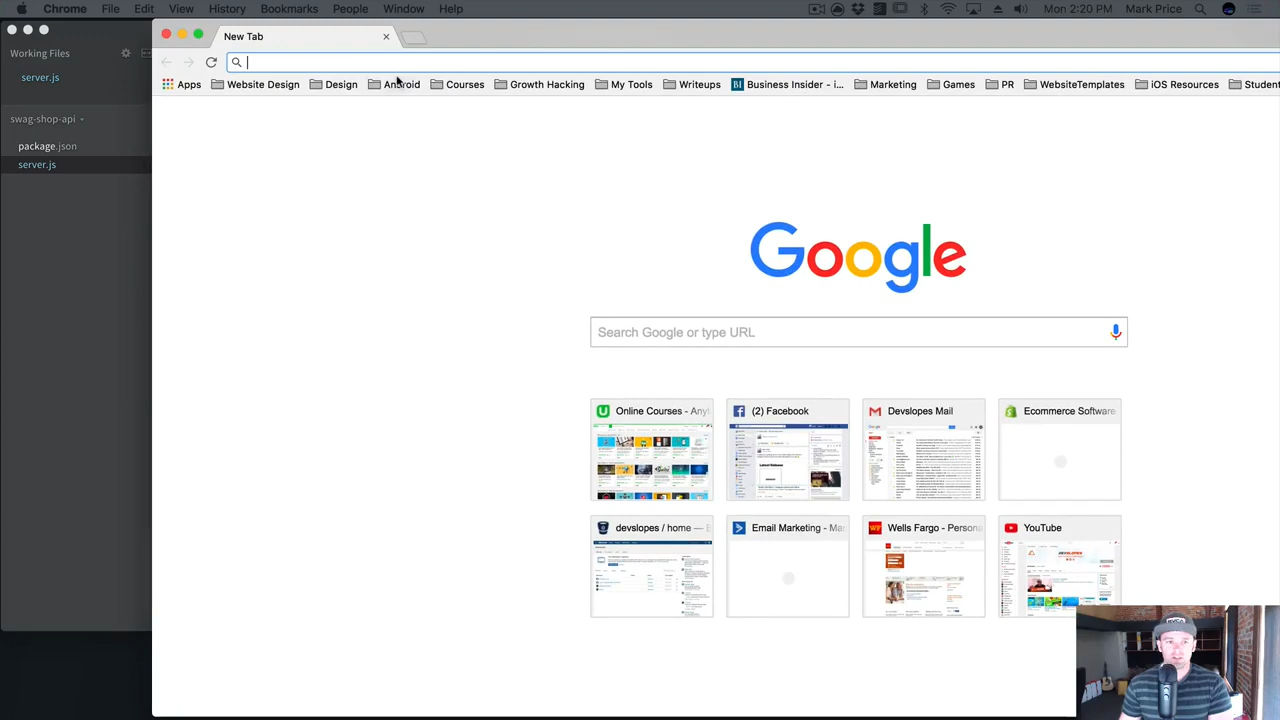 Chrome File Edit View History Bookmarks People Window Help Mon 2:20 PM Mark Price
Working Files
server.js
swag-shop-api
package.json
server.js
New Tab
Apps Website Design Design Android Courses Growth Hacking My Tools Writeups Business Insider - i... Marketing Games PR WebsiteTemplates iOS Resources Student
Google
Search Google or type URL
Online Courses - Any
(2) Facebook
Devslopes Mail
Ecommerce Software
devslopes / home —
Email Marketing - Mar
Wells Fargo - Persona
YouTube